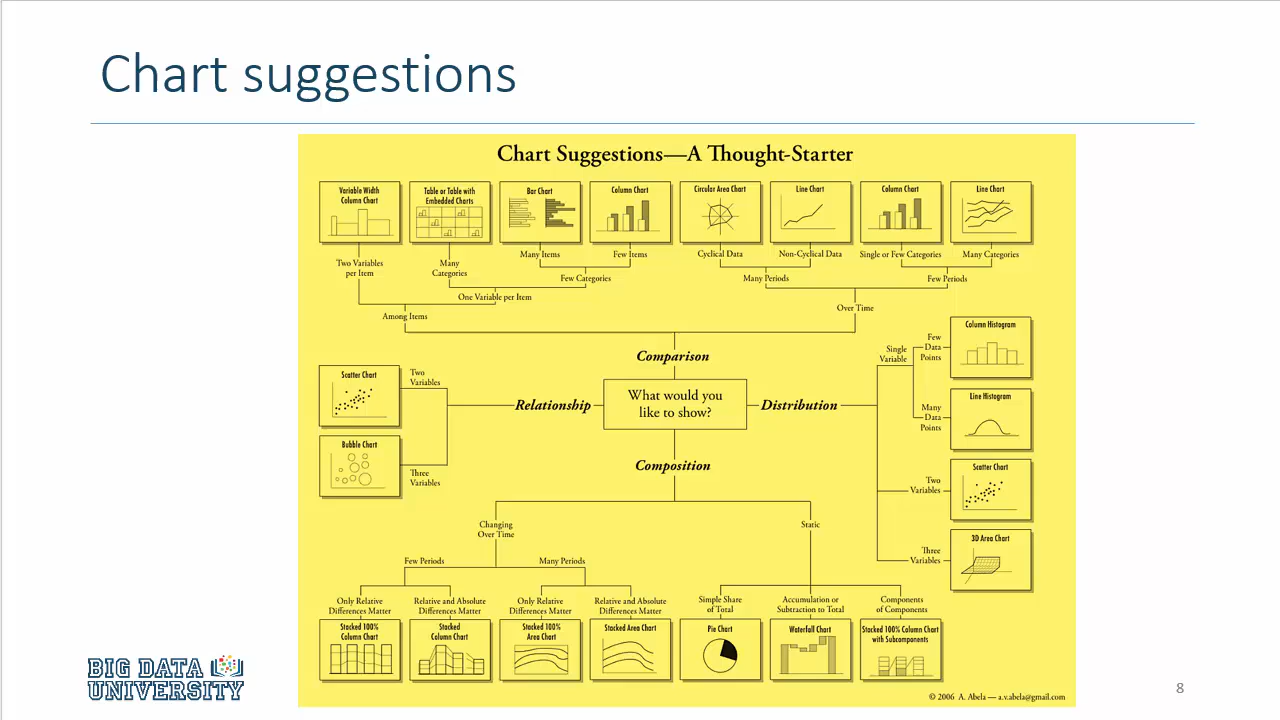 Chart suggestions
Chart Suggestions—A Thought-Starter
Variable Width
Column Chart
Table or Table with
Embedded Charts
Bar Chart
Column Chart
Circular Area Chart
Line Chart
Column Chart
Line Chart
Two Variables
per Item
Many
Categories
Many Items
Few Items
Cyclical Data
Non-Cyclical Data
Single or Few Categories
Many Categories
Few Categories
Many Periods
Few Periods
One Variable per Item
Among Items
Over Time
Comparison
What would you
like to show?
Relationship
Two
Variables
Scatter Chart
Three
Variables
Bubble Chart
Distribution
Single
Variable
Few
Data
Points
Column Histogram
Many
Data
Points
Line Histogram
Two
Variables
Scatter Chart
Three
Variables
3D Area Chart
Composition
Changing
Over Time
Static
Few Periods
Many Periods
Only Relative
Differences Matter
Relative and Absolute
Differences Matter
Only Relative
Differences Matter
Relative and Absolute
Differences Matter
Simple Share
of Total
Accumulation or
Subtraction to Total
Components
of Components
Stacked 100%
Column Chart
Stacked
Column Chart
Stacked 100%
Area Chart
Stacked Area Chart
Pie Chart
Waterfall Chart
Stacked 100% Column Chart
with Subcomponents
© 2006 A. Abela — a.v.abela@gmail.com
BIG DATA
UNIVERSITY
8